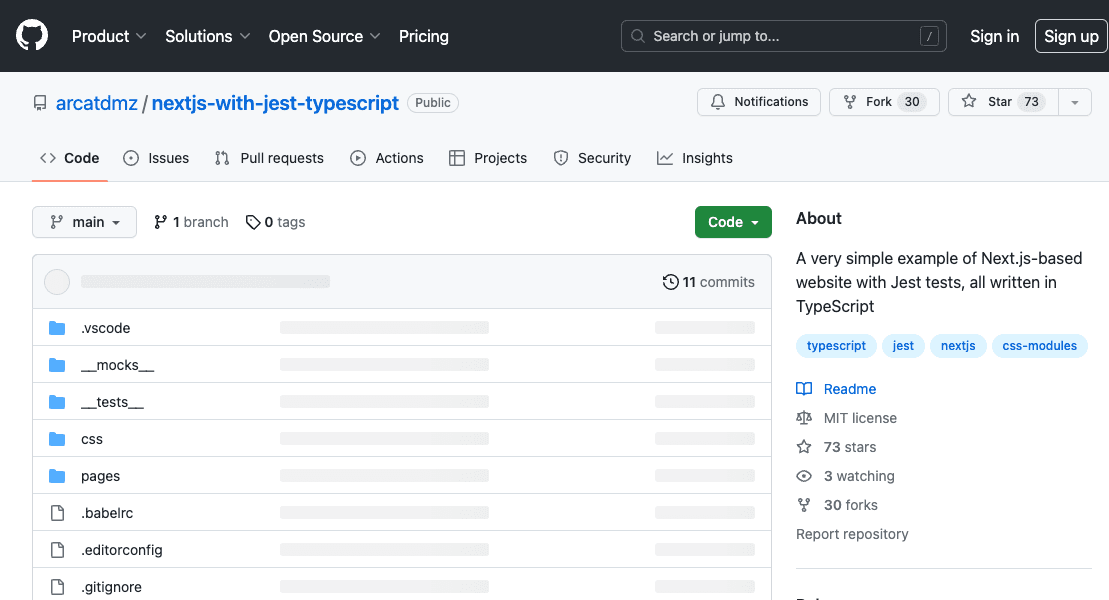 Product Solutions Open Source Pricing Search or jump to... / Sign in Sign up
arcatdmz / nextjs-with-jest-typescript Public Notifications Fork 30 Star 73
Code Issues Pull requests Actions Projects Security Insights
main 1 branch 0 tags Code
11 commits
.vscode
__mocks__
__tests__
css
pages
.babelrc
.editorconfig
.gitignore
About
A very simple example of Next.js-based
website with Jest tests, all written in
TypeScript
typescript jest nextjs css-modules
Readme
MIT license
73 stars
3 watching
30 forks
Report repository